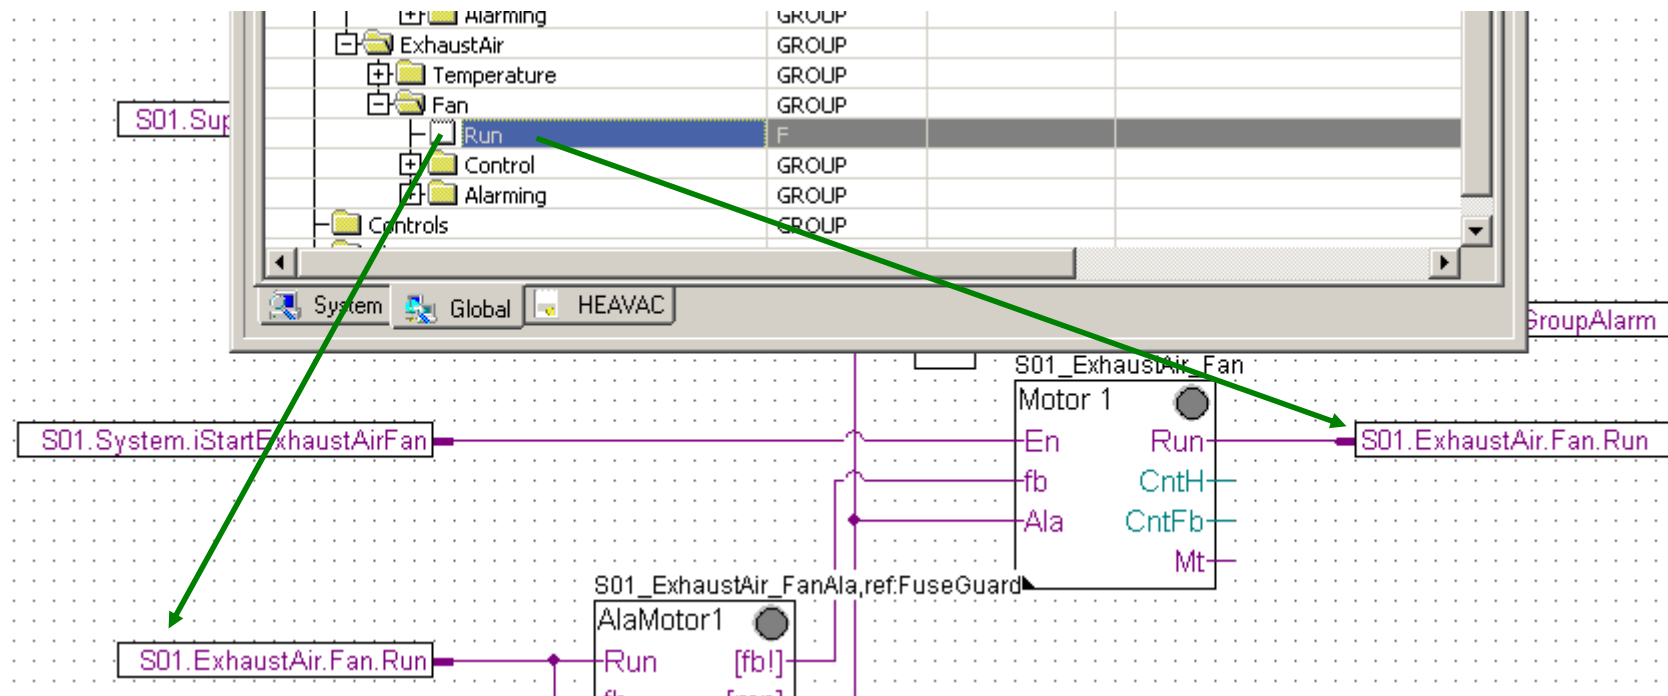 Alarming GROUP
ExhaustAir GROUP
Temperature GROUP
Fan GROUP
S01.Sup
Run F
Control GROUP
Alarming GROUP
Controls GROUP
System Global HEAVAC
GroupAlarm
S01_ExhaustAir_Fan
Motor 1
S01.System.iStartExhaustAirFan
En Run
S01.ExhaustAir.Fan.Run
fb CntH
Ala CntFb
Mt
S01_ExhaustAir_FanAla,ref:FuseGuard
AlaMotor1
S01.ExhaustAir.Fan.Run
Run [fb!]